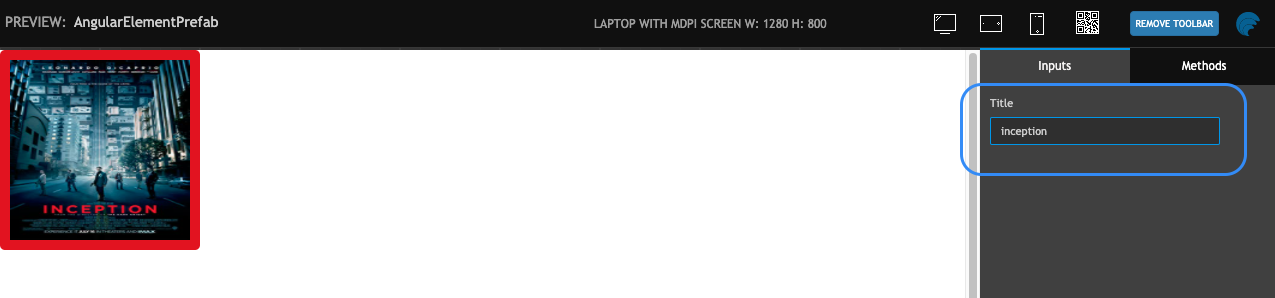 PREVIEW: AngularElementPrefab
LAPTOP WITH MDPI SCREEN W: 1280 H: 800
REMOVE TOOLBAR
Inputs
Methods
Title
inception
LEONARDO DICAPRIO
INCEPTION